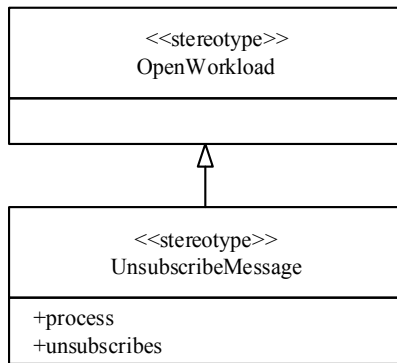 <<stereotype>>
OpenWorkload
<<stereotype>>
UnsubscribeMessage
+process
+unsubscribes